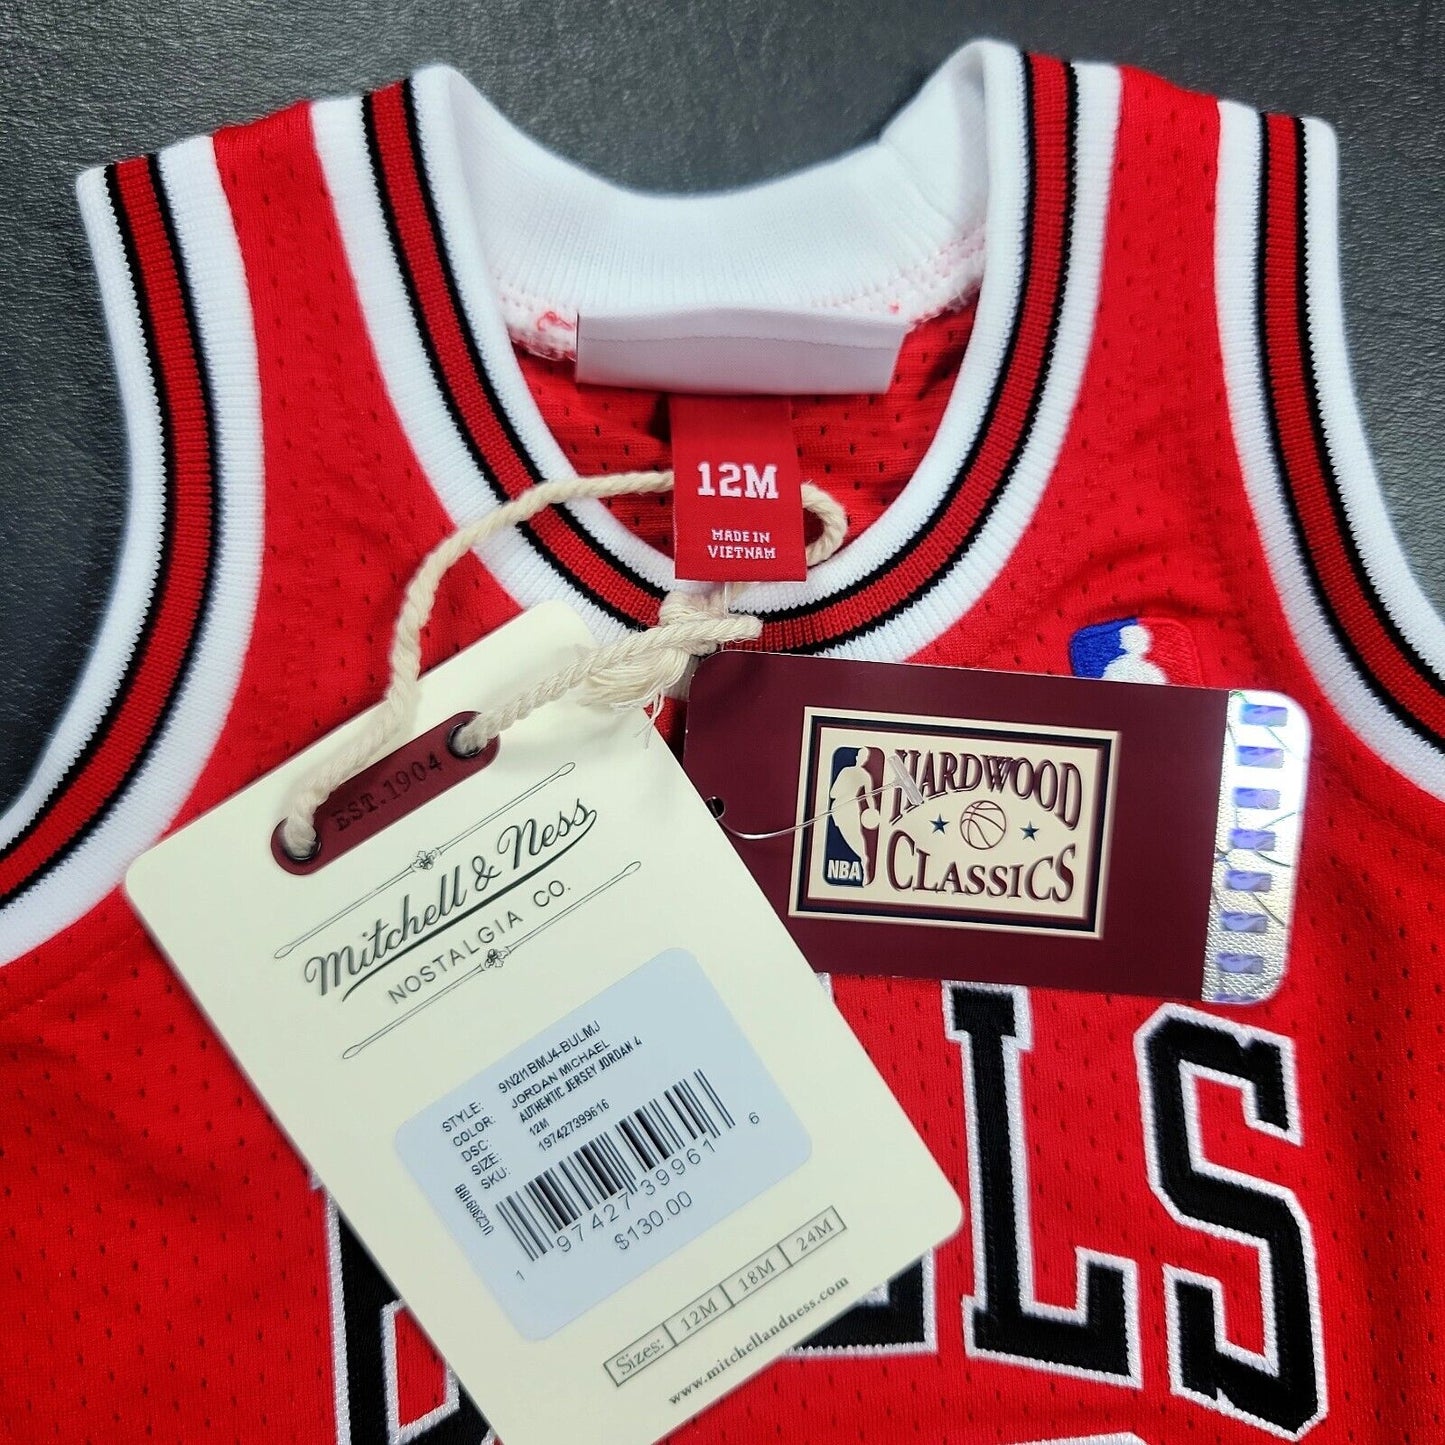 12M
MADE IN
VIETNAM
EST. 1904
Mitchell & Ness
NOSTALGIA CO.
STYLE: 9N2I1BMJ4-BULMJ
COLOR: JORDAN MICHAEL
DSC: AUTHENTIC JERSEY JORDAN 4
SIZE: 12M
SKU: 197427399616
UC230918B
1 97427 39961 6
$130.00
Sizes: 12M 18M 24M
www.mitchellandness.com
HARDWOOD
CLASSICS
NBA
LLS